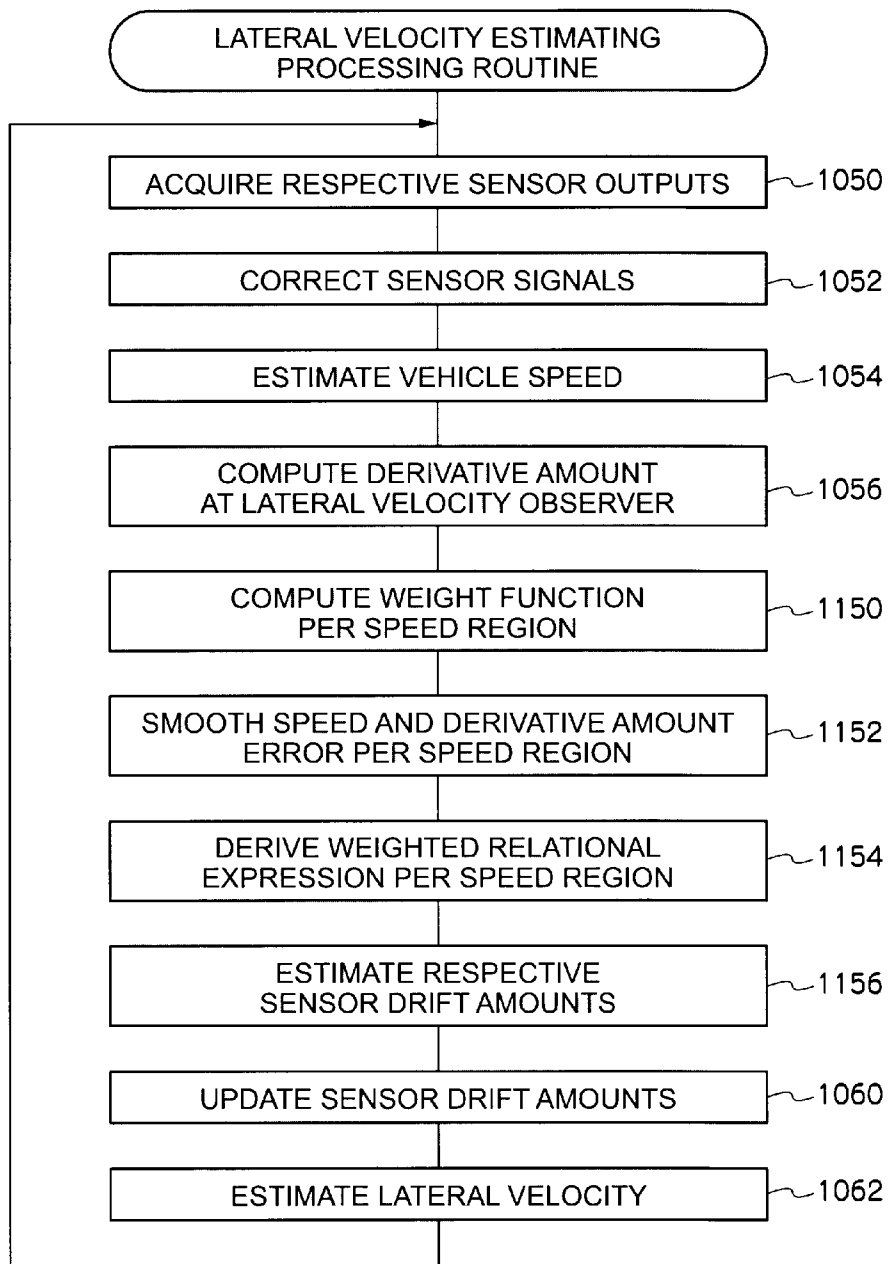 LATERAL VELOCITY ESTIMATING
PROCESSING ROUTINE
ACQUIRE RESPECTIVE SENSOR OUTPUTS
1050
CORRECT SENSOR SIGNALS
1052
ESTIMATE VEHICLE SPEED
1054
COMPUTE DERIVATIVE AMOUNT
AT LATERAL VELOCITY OBSERVER
1056
COMPUTE WEIGHT FUNCTION
PER SPEED REGION
1150
SMOOTH SPEED AND DERIVATIVE AMOUNT
ERROR PER SPEED REGION
1152
DERIVE WEIGHTED RELATIONAL
EXPRESSION PER SPEED REGION
1154
ESTIMATE RESPECTIVE
SENSOR DRIFT AMOUNTS
1156
UPDATE SENSOR DRIFT AMOUNTS
1060
ESTIMATE LATERAL VELOCITY
1062